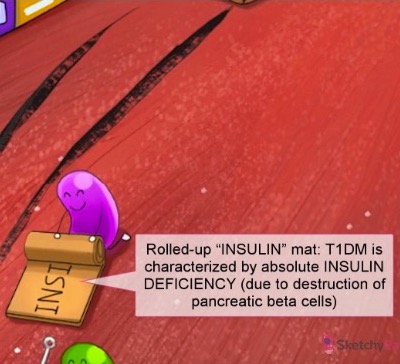 Rolled-up “INSULIN” mat: T1DM is
characterized by absolute INSULIN
DEFICIENCY (due to destruction of
pancreatic beta cells)
INSI
Sketchy